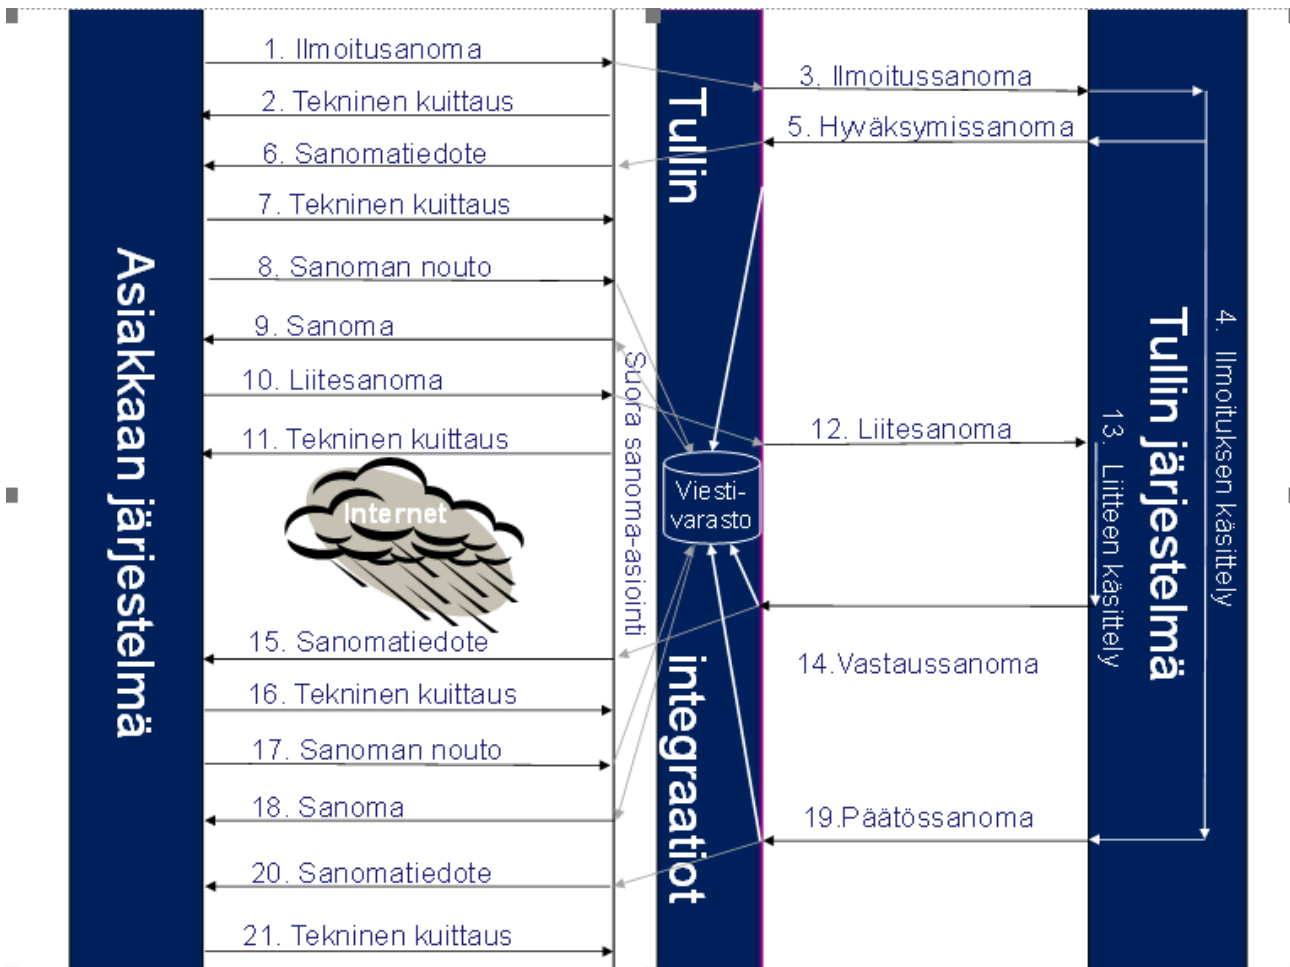 1. Ilmoitusanoma
2. Tekninen kuittaus
3. Ilmoitussanoma
5. Hyväksymissanoma
6. Sanomatiedote
7. Tekninen kuittaus
8. Sanoman nouto
9. Sanoma
10. Liitesanoma
11. Tekninen kuittaus
12. Liitesanoma
Internet
Viesti-
varasto
15. Sanomatiedote
14.Vastaussanoma
16. Tekninen kuittaus
17. Sanoman nouto
18. Sanoma
19.Päätössanoma
20. Sanomatiedote
21. Tekninen kuittaus
Asiakkaan järjestelmä
Suora sanoma-asiointi
Tullin
integraatiot
13. Liitteen käsittely
Tullin järjestelmä
4. Ilmoituksen käsittely